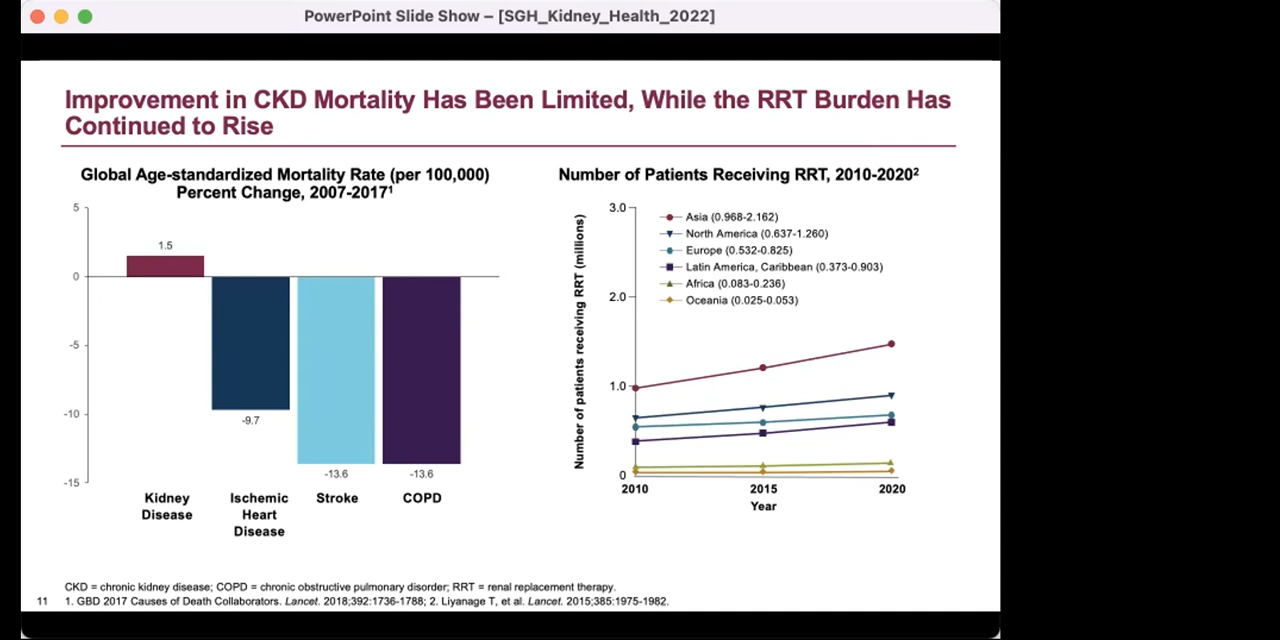 PowerPoint Slide Show – [SGH_Kidney_Health_2022]
Improvement in CKD Mortality Has Been Limited, While the RRT Burden Has
Continued to Rise
Global Age-standardized Mortality Rate (per 100,000)
Percent Change, 2007-2017¹
5
0
-5
-10
-15
1.5
-9.7
-13.6
-13.6
Kidney
Disease
Ischemic
Heart
Disease
Stroke
COPD
Number of Patients Receiving RRT, 2010-2020²
Number of patients receiving RRT (millions)
3.0
2.0
1.0
0
Asia (0.968-2.162)
North America (0.637-1.260)
Europe (0.532-0.825)
Latin America, Caribbean (0.373-0.903)
Africa (0.083-0.236)
Oceania (0.025-0.053)
2010
2015
2020
Year
CKD = chronic kidney disease; COPD = chronic obstructive pulmonary disorder; RRT = renal replacement therapy.
11
1. GBD 2017 Causes of Death Collaborators. Lancet. 2018;392:1736-1788; 2. Liyanage T, et al. Lancet. 2015;385:1975-1982.